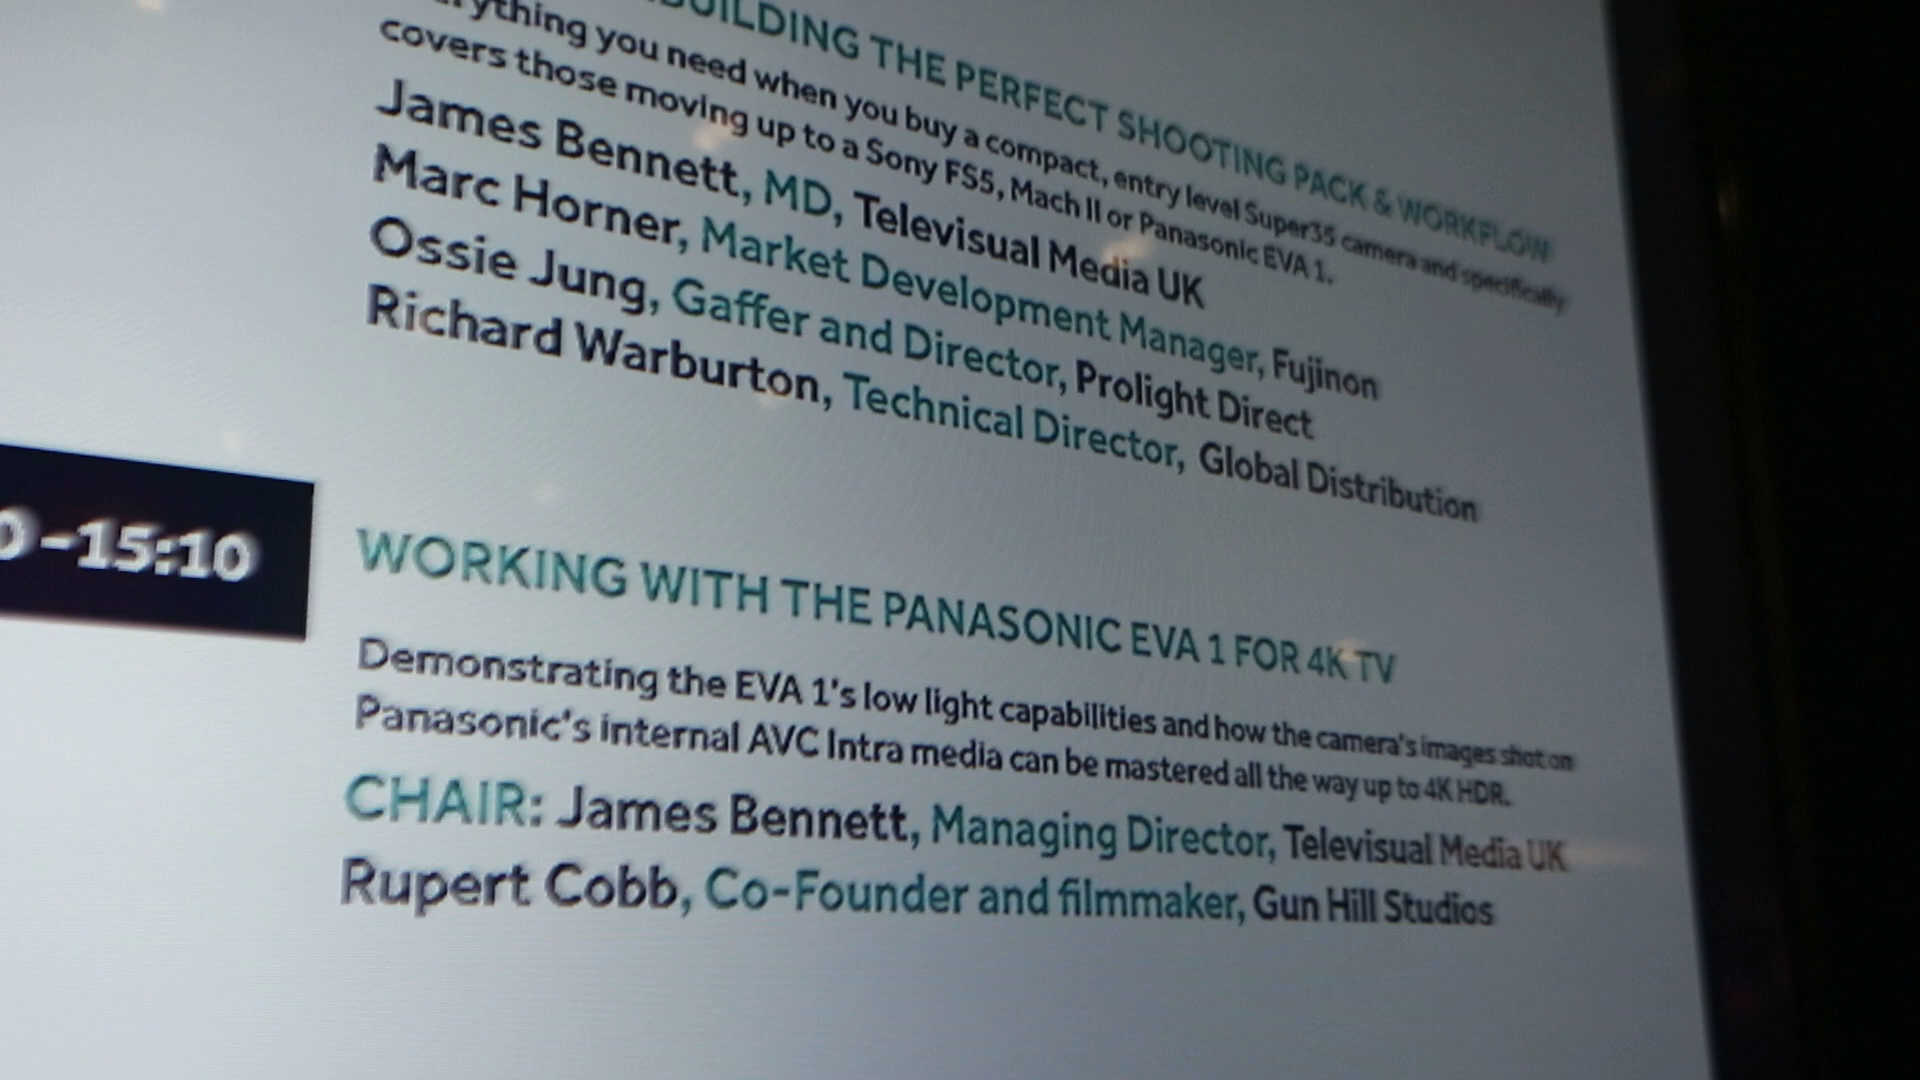 BUILDING THE PERFECT SHOOTING PACK & WORKFLOW
you need when you buy a compact, entry level Super35 camera and specifically
covers those moving up to a Sony FS5, Mach II or Panasonic EVA 1.
James Bennett, MD, Televisual Media UK
Marc Horner, Market Development Manager, Fujinon
Ossie Jung, Gaffer and Director, Prolight Direct
Richard Warburton, Technical Director, Global Distribution
0-15:10
WORKING WITH THE PANASONIC EVA 1 FOR 4K TV
Demonstrating the EVA 1's low light capabilities and how the camera's images shot on
Panasonic's internal AVC Intra media can be mastered all the way up to 4K HDR.
CHAIR: James Bennett, Managing Director, Televisual Media UK
Rupert Cobb, Co-Founder and filmmaker, Gun Hill Studios